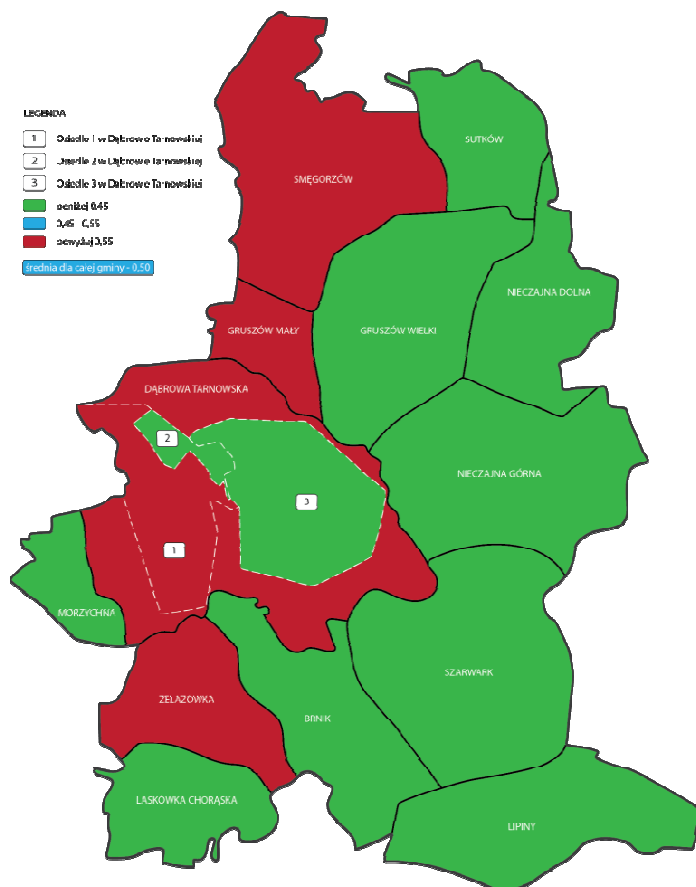 LEGENDA
1 Osiedle 1 w Dąbrowie Tarnowskiej
2 Osiedle 2 w Dąbrowie Tarnowskiej
3 Osiedle 3 w Dąbrowie Tarnowskiej
poniżej 0,45
0,45 - 0,55
powyżej 0,55
średnia dla całej gminy - 0,50
SUTKÓW
SMĘGORZÓW
NIECZAJNA DOLNA
GRUSZÓW MAŁY
GRUSZÓW WIELKI
DĄBROWA TARNOWSKA
2
NIECZAJNA GÓRNA
3
1
MORZYCHNA
SZARWARK
ŻELAZÓWKA
BRNIK
LASKÓWKA CHORĄSKA
LIPINY